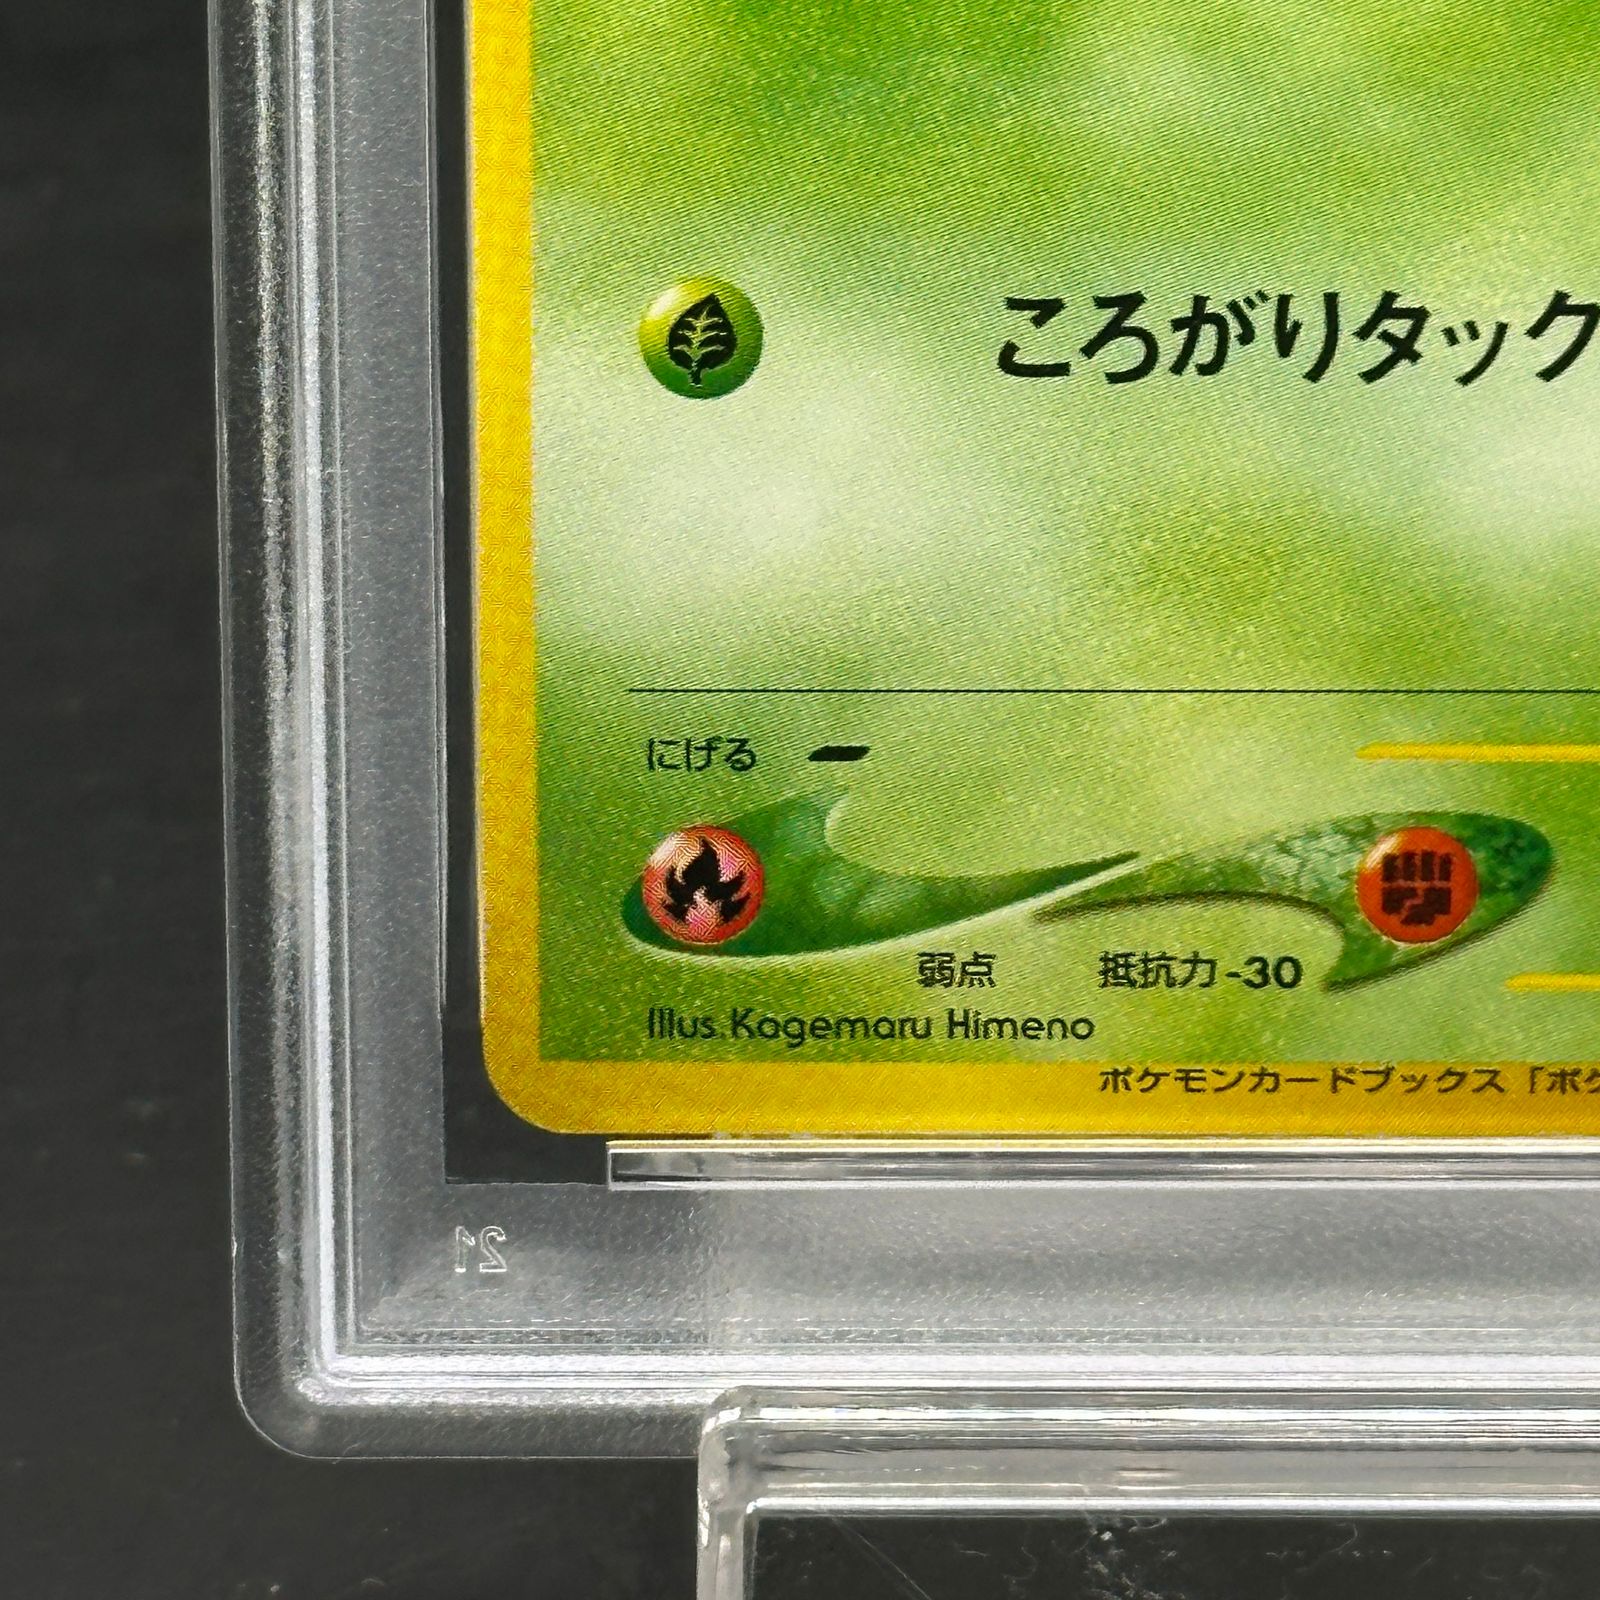 ころがりタック
にげる
弱点 抵抗力 -30
Illus. Kagemaru Himeno
ポケモンカードブックス「ポケ
21